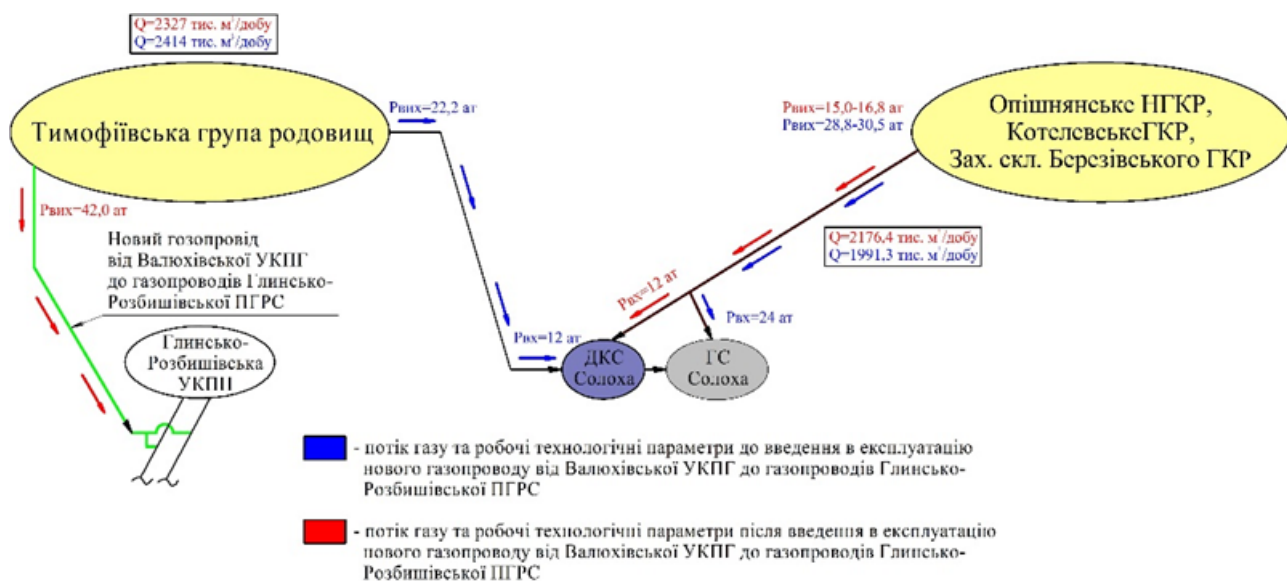 Q=2327 тис. м³/добу
Q=2414 тис. м³/добу
Тимофіївська група родовищ
Рвих=22,2 ат
Рвих=15,0-16,8 ат
Рвих=28,8-30,5 ат
Опішнянське НГКР,
КотелевськеГКР,
Зах. скл. Березівського ГКР
Рвих=42,0 ат
Новий гозопровід
від Валюхівської УКПГ
до газопроводів Глинсько-
Розбишівської ПГРС
Q=2176,4 тис. м³/добу
Q=1991,3 тис. м³/добу
Рвх=12 ат
Рвх=24 ат
Рвх=12 ат
Глинсько-
Розбишівська
УКПП
ДКС
Солоха
ГС
Солоха
- потік газу та робочі технологічні параметри до введення в експлуатацію
нового газопроводу від Валюхівської УКПГ до газопроводів Глинсько-
Розбишівської ПГРС
- потік газу та робочі технологічні параметри після введення в експлуатацію
нового газопроводу від Валюхівської УКПГ до газопроводів Глинсько-
Розбишівської ПГРС